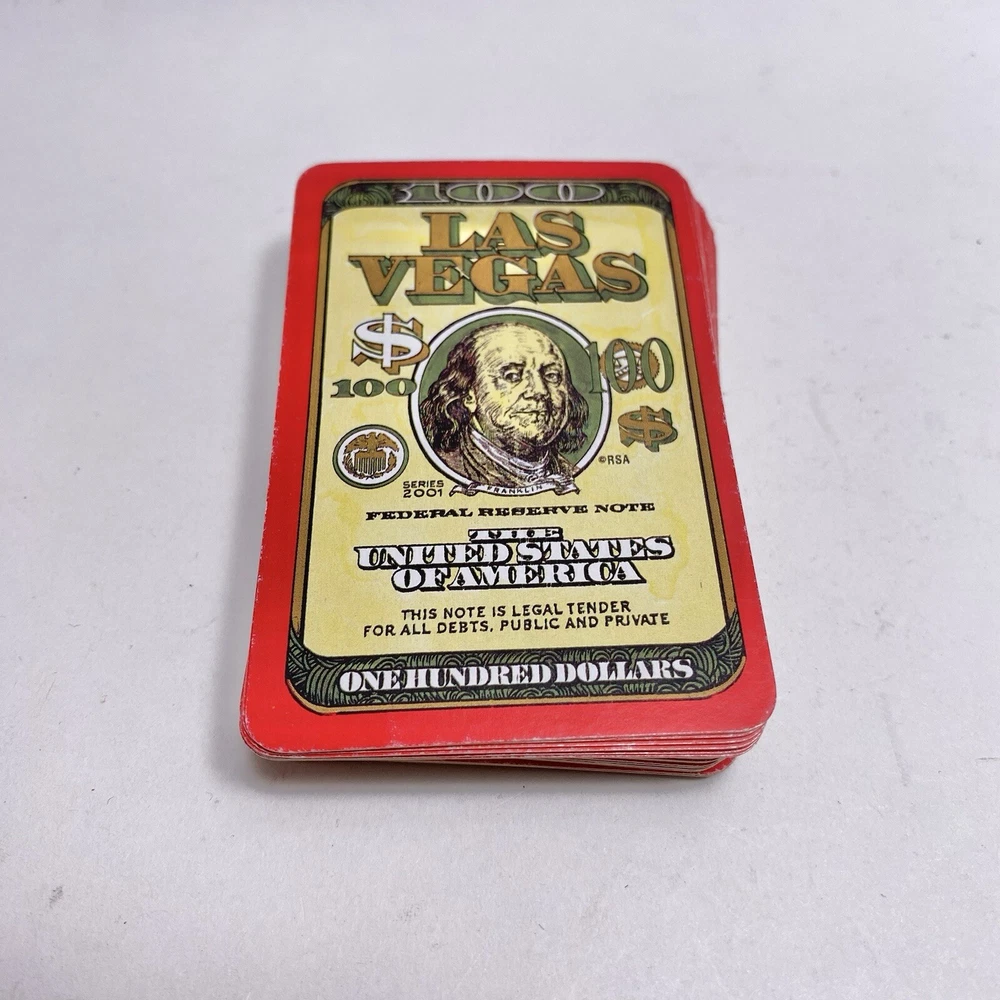 100
LAS
VEGAS
$
100
100
$
©RSA
SERIES
2001
FRANKLIN
FEDERAL RESERVE NOTE
THE
UNITED STATES
OF AMERICA
THIS NOTE IS LEGAL TENDER
FOR ALL DEBTS, PUBLIC AND PRIVATE
ONE HUNDRED DOLLARS